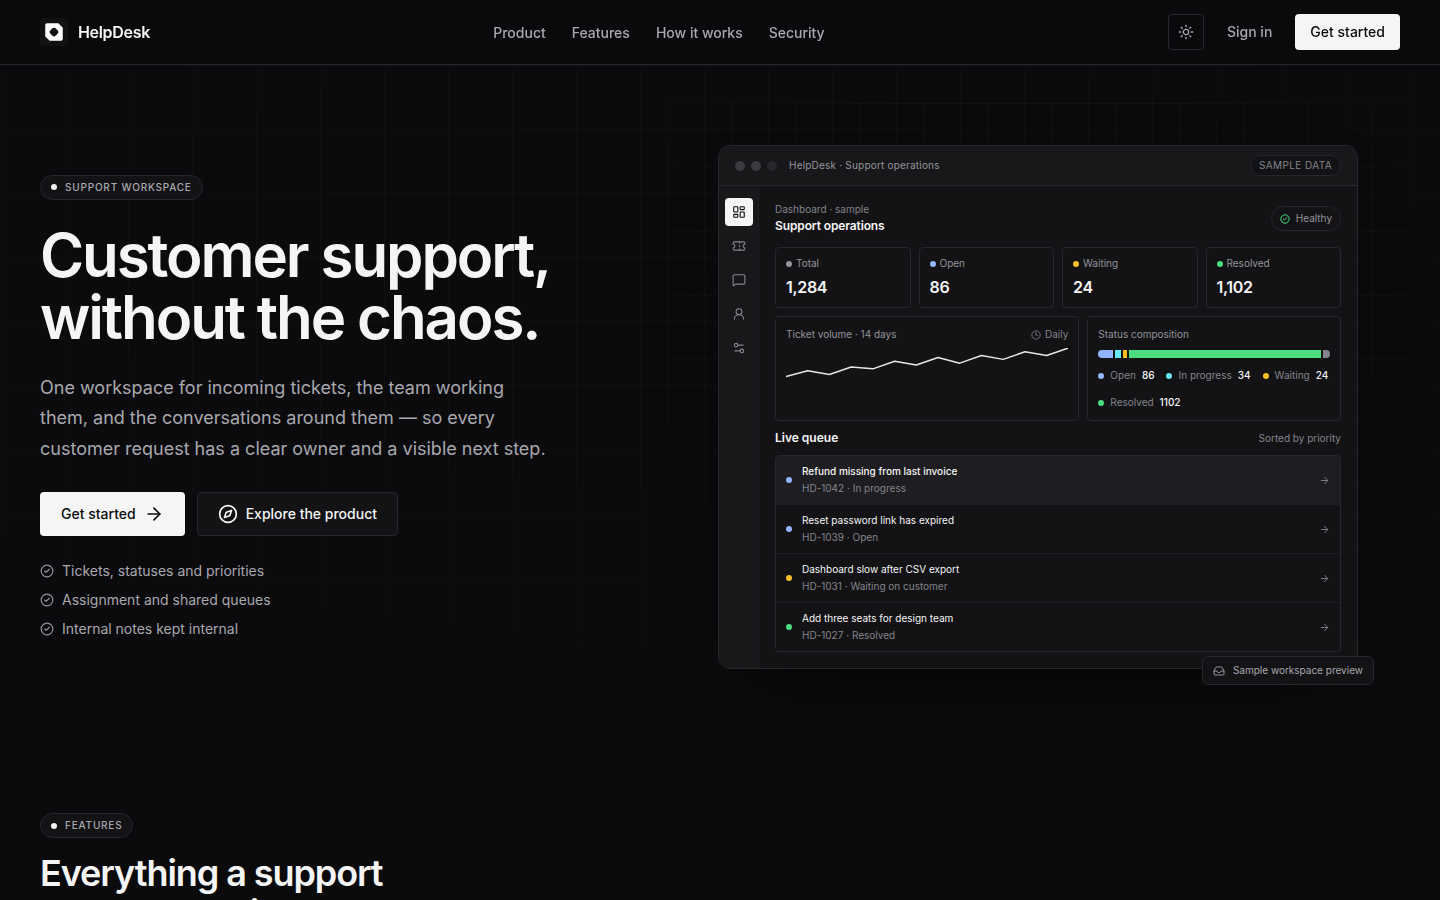 HelpDesk
Product
Features
How it works
Security
Sign in
Get started
SUPPORT WORKSPACE
Customer support,
without the chaos.
One workspace for incoming tickets, the team working
them, and the conversations around them — so every
customer request has a clear owner and a visible next step.
Get started
Explore the product
Tickets, statuses and priorities
Assignment and shared queues
Internal notes kept internal
HelpDesk · Support operations
SAMPLE DATA
Dashboard · sample
Support operations
Healthy
Total
1,284
Open
86
Waiting
24
Resolved
1,102
Ticket volume · 14 days
Daily
Status composition
Open 86
In progress 34
Waiting 24
Resolved 1102
Live queue
Sorted by priority
Refund missing from last invoice
HD-1042 · In progress
Reset password link has expired
HD-1039 · Open
Dashboard slow after CSV export
HD-1031 · Waiting on customer
Add three seats for design team
HD-1027 · Resolved
Sample workspace preview
FEATURES
Everything a support